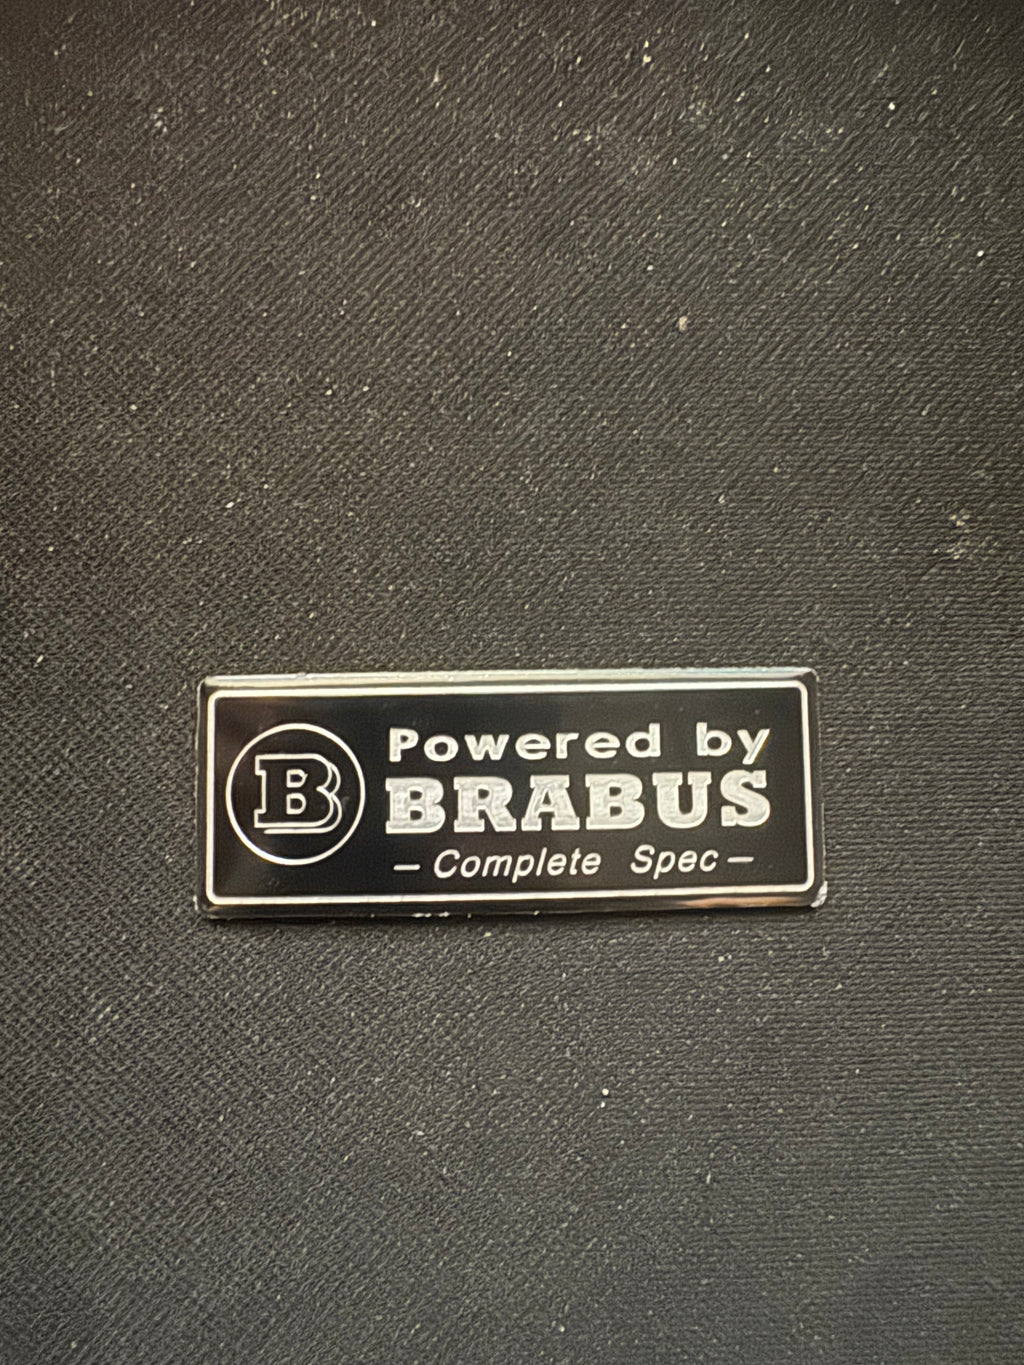 B
Powered by
BRABUS
– Complete Spec –